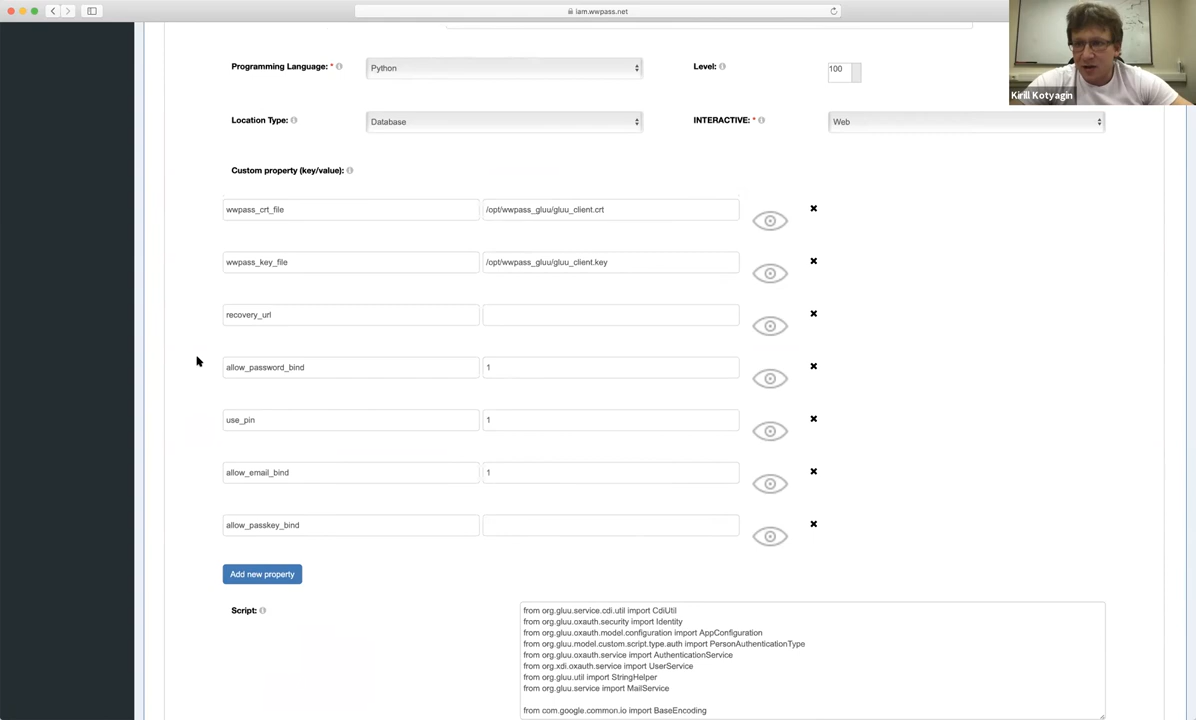 iam.wwpass.net
Kirill Kotyagin
Programming Language: * Python Level: 100
Location Type: Database INTERACTIVE: * Web
Custom property (key/value):
wwpass_crt_file /opt/wwpass_gluu/gluu_client.crt
wwpass_key_file /opt/wwpass_gluu/gluu_client.key
recovery_url
allow_password_bind 1
use_pin 1
allow_email_bind 1
allow_passkey_bind
Add new property
Script:
from org.gluu.service.cdi.util import CdiUtil
from org.gluu.oxauth.security import Identity
from org.gluu.oxauth.model.configuration import AppConfiguration
from org.gluu.model.custom.script.type.auth import PersonAuthenticationType
from org.gluu.oxauth.service import AuthenticationService
from org.xdi.oxauth.service import UserService
from org.gluu.util import StringHelper
from org.gluu.service import MailService
from com.google.common.io import BaseEncoding